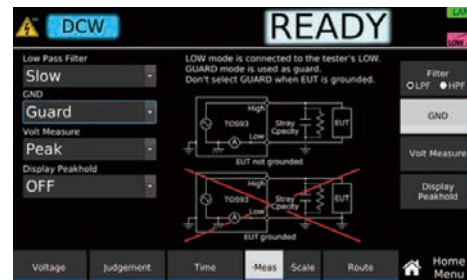 LAN
DCW
READY
LOW
Low Pass Filter
Slow
GND
Guard
Volt Measure
Peak
Display Peakhold
OFF
LOW mode is connected to the tester's LOW.
GUARD mode is used as guard.
Don't select GUARD when EUT is grounded.
High
TOS93
Stray
Cpacity
EUT
Low
A
EUT not grounded
High
TOS93
Stray
Cpacity
EUT
Low
A
EUT grounded
Filter
LPF HPF
GND
Volt Measure
Display
Peakhold
Voltage
Judgement
Time
·Meas
·Scale
Route
Home
Menu